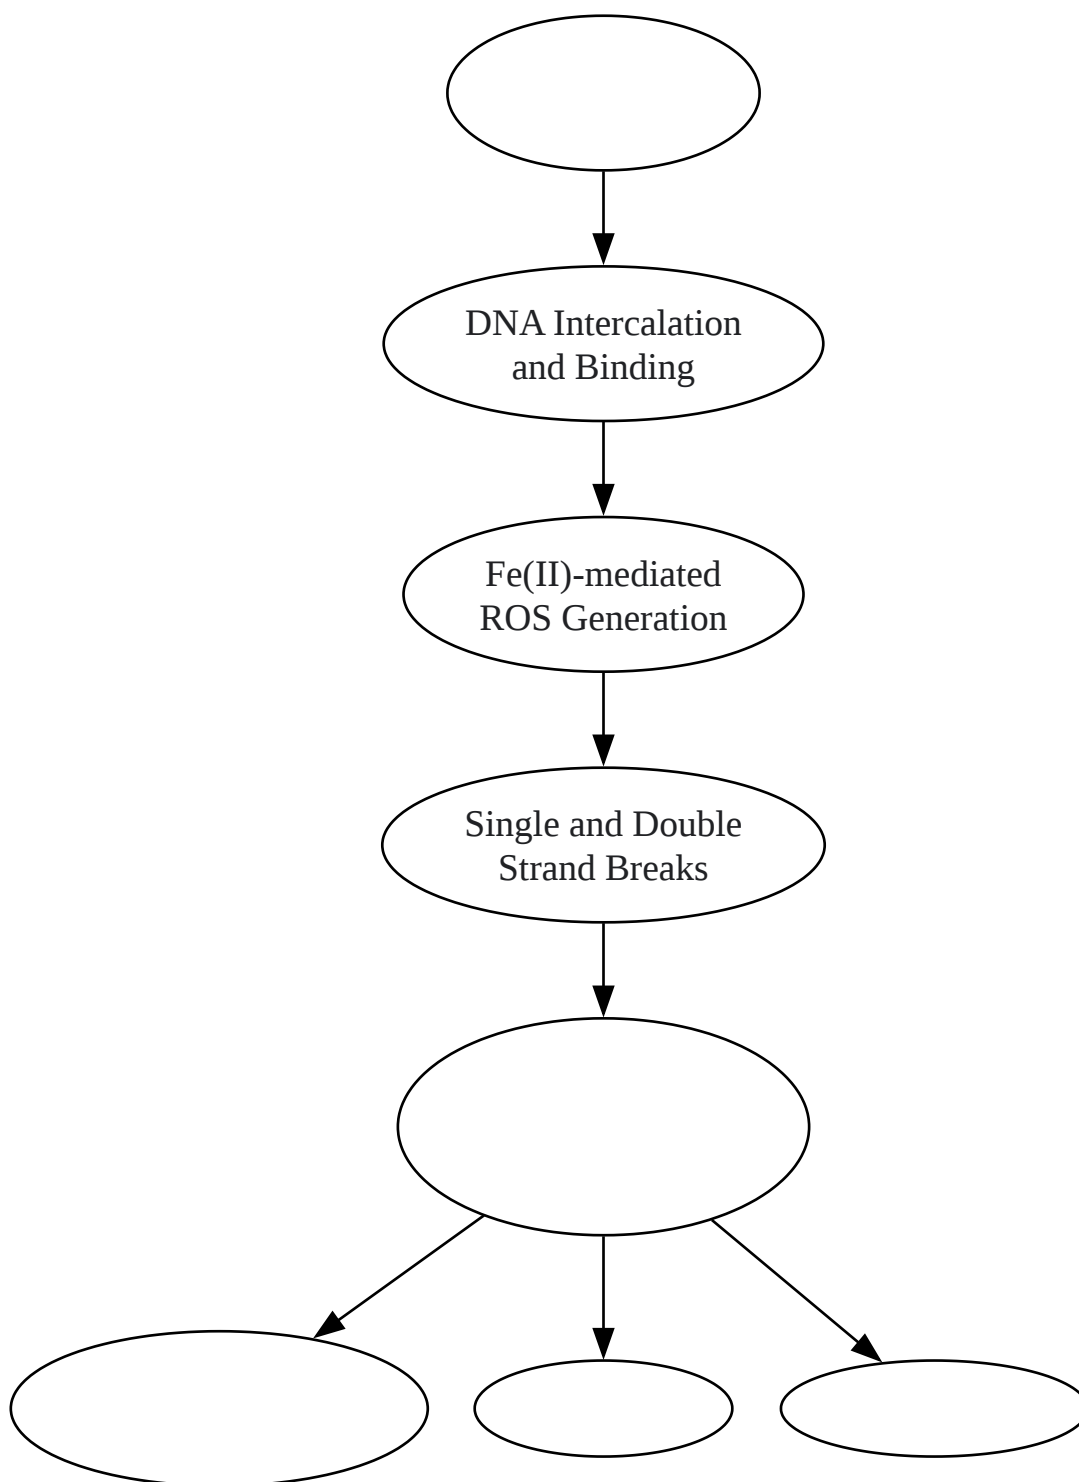 DNA Intercalation
and Binding
Fe(II)-mediated
ROS Generation
Single and Double
Strand Breaks